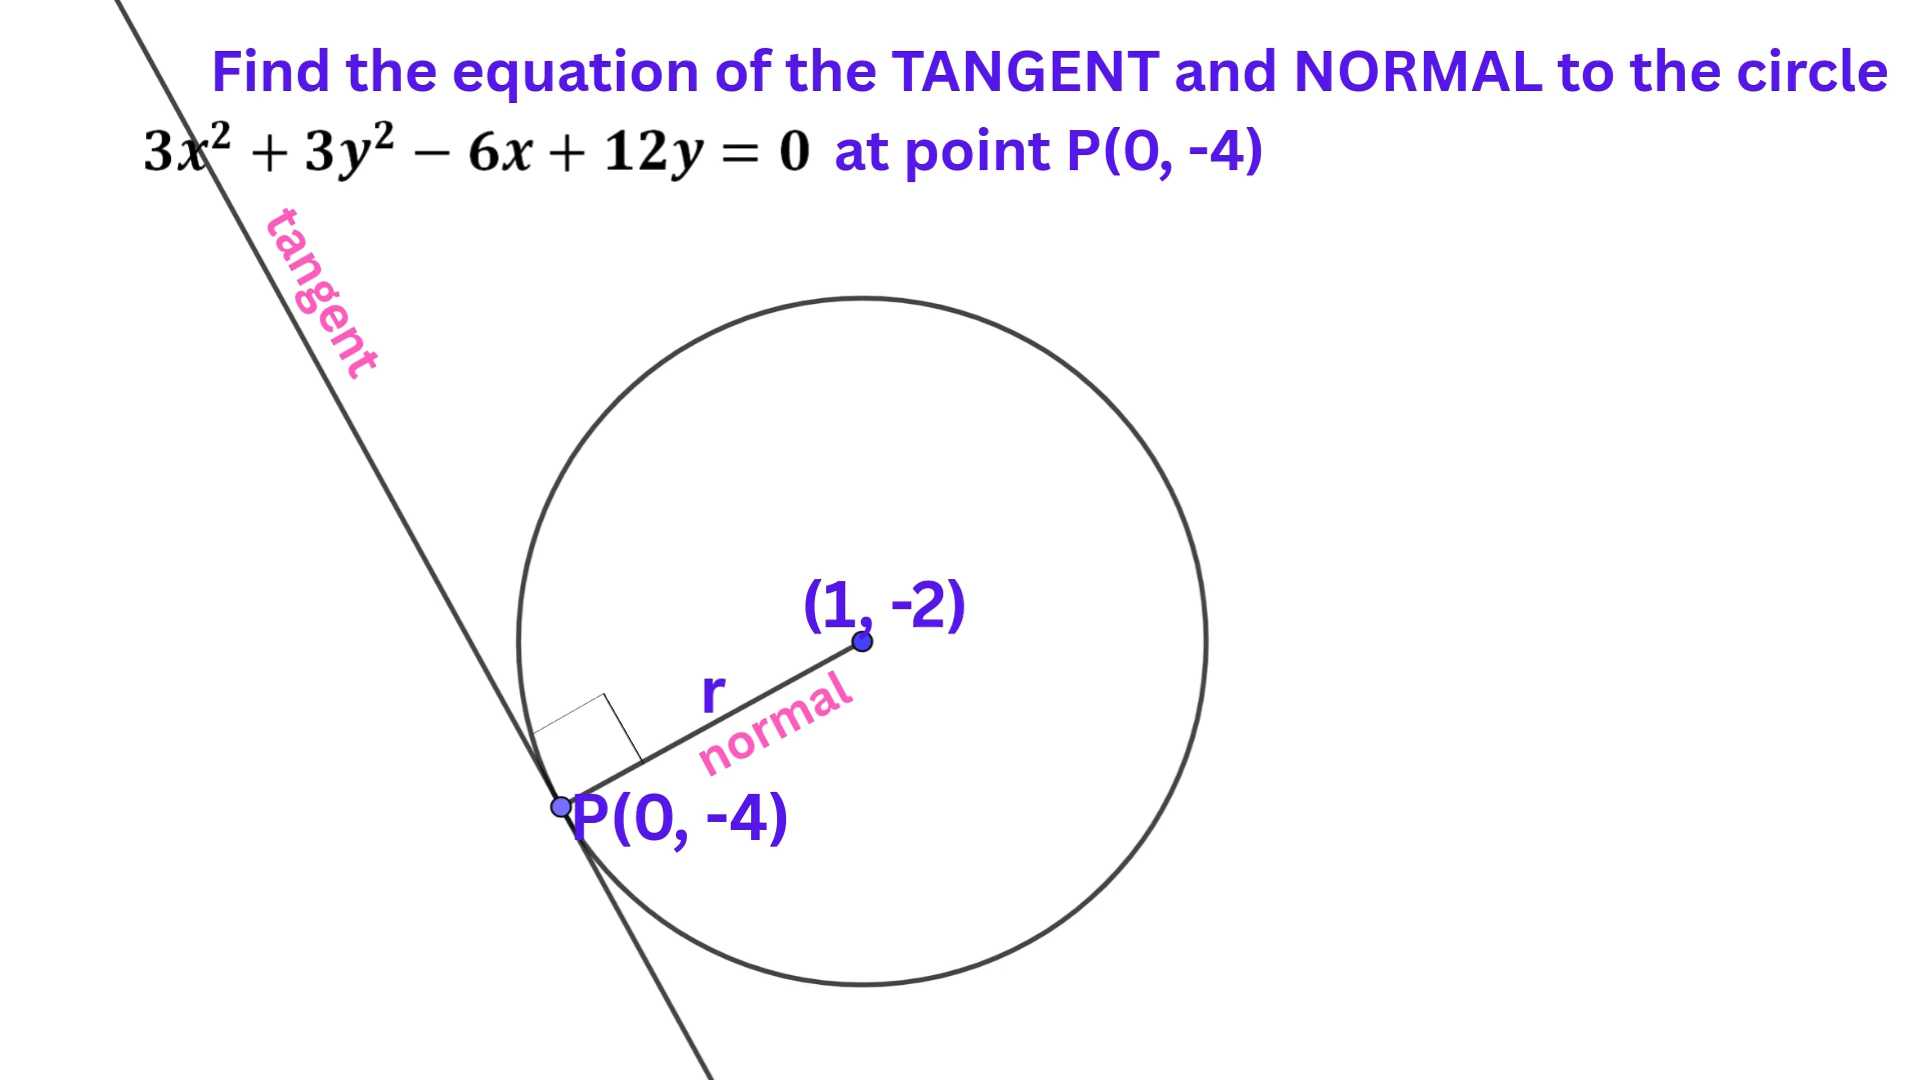 Find the equation of the TANGENT and NORMAL to the circle
3x² + 3y² − 6x + 12y = 0 at point P(0, -4)
tangent
(1, -2)
r
normal
P(0, -4)